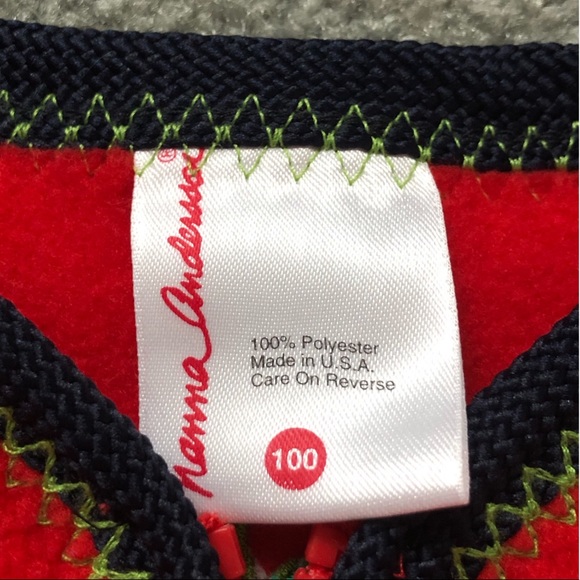 hanna andersson®
100% Polyester
Made in U.S.A.
Care On Reverse
100